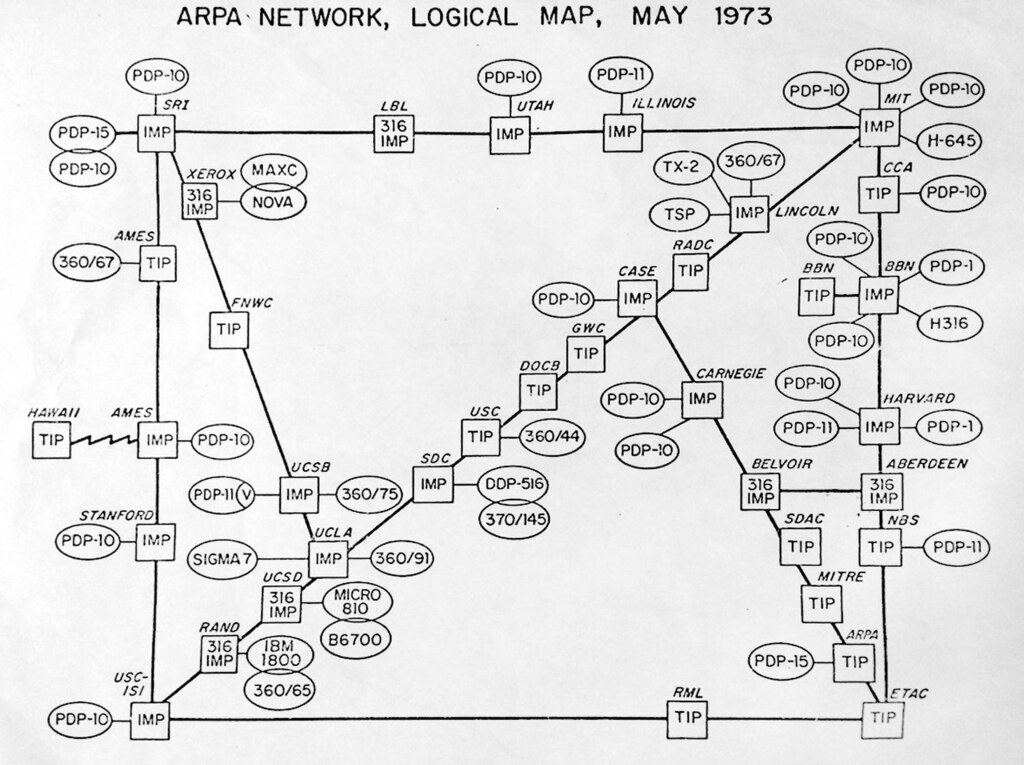 ARPA NETWORK, LOGICAL MAP, MAY 1973
PDP-10
SRI
PDP-15
IMP
PDP-10
LBL
316
IMP
PDP-10
UTAH
IMP
PDP-11
ILLINOIS
IMP
PDP-10
PDP-10
MIT
PDP-10
IMP
H-645
XEROX
MAXC
316
IMP
NOVA
TX-2
360/67
TSP
IMP
LINCOLN
CCA
TIP
PDP-10
AMES
360/67
TIP
RADC
TIP
PDP-10
BBN
BBN
PDP-1
TIP
IMP
PDP-10
H316
CASE
PDP-10
IMP
FNWC
TIP
GWC
TIP
DOCB
TIP
CARNEGIE
PDP-10
IMP
PDP-10
PDP-10
HARVARD
PDP-11
IMP
PDP-1
HAWAII
TIP
AMES
IMP
PDP-10
USC
TIP
360/44
UCSB
PDP-11
V
IMP
360/75
SDC
IMP
DDP-516
370/145
BELVOIR
316
IMP
ABERDEEN
316
IMP
STANFORD
PDP-10
IMP
UCLA
SIGMA 7
IMP
360/91
SDAC
TIP
NBS
TIP
PDP-11
UCSD
316
IMP
MICRO
810
B6700
MITRE
TIP
RAND
316
IMP
IBM
1800
360/65
ARPA
PDP-15
TIP
USC-
ISI
PDP-10
IMP
RML
TIP
ETAC
TIP